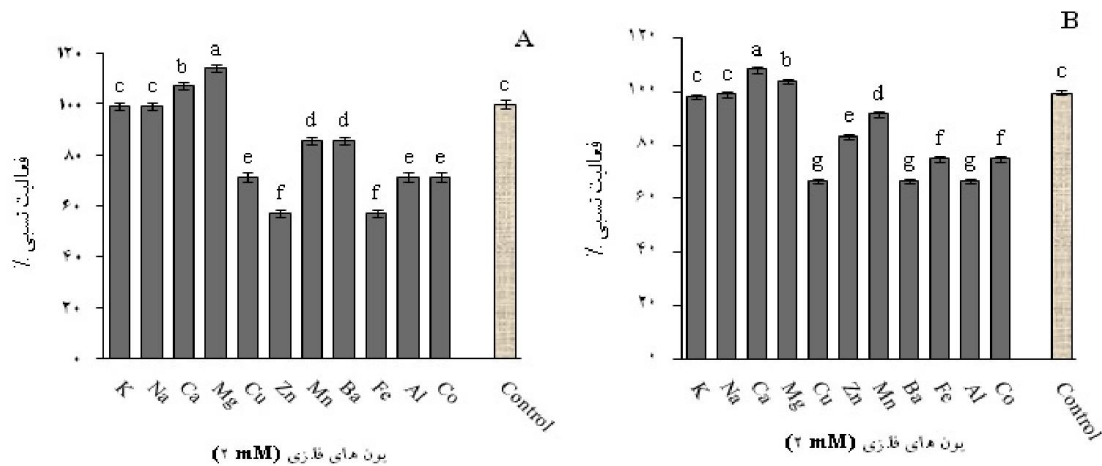 A
۱۲۰
۱۰۰
۸۰
۶۰
۴۰
۲۰
۰
فعالیت نسبی ٪
c c b a e f d d f e e c
K Na Ca Mg Cu Zn Mn Ba Fe Al Co Control
یون های فلزی (۲ mM)
B
۱۲۰
۱۰۰
۸۰
۶۰
۴۰
۲۰
۰
فعالیت نسبی ٪
c c a b g e d g f g f c
K Na Ca Mg Cu Zn Mn Ba Fe Al Co Control
یون های فلزی (۲ mM)